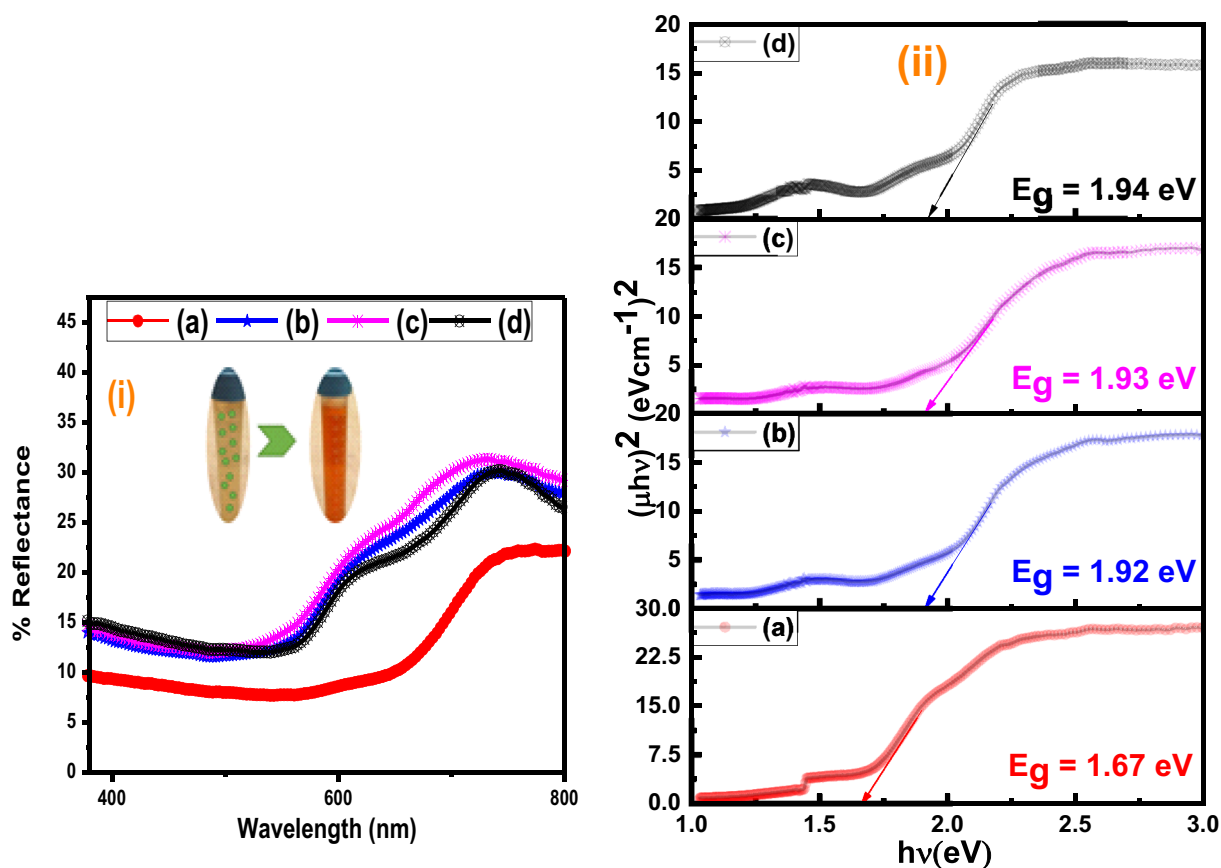 (i)
(a) (b) (c) (d)
45
40
35
30
25
20
15
10
5
0
% Reflectance
400 600 800
Wavelength (nm)
(ii)
(d)
20
15
10
5
Eg = 1.94 eV
(c)
20
15
10
5
Eg = 1.93 eV
(b)
20
15
10
5
Eg = 1.92 eV
(a)
30.0
22.5
15.0
7.5
0.0
Eg = 1.67 eV
(μhν)2 (eVcm-1)2
1.0 1.5 2.0 2.5 3.0
hν(eV)